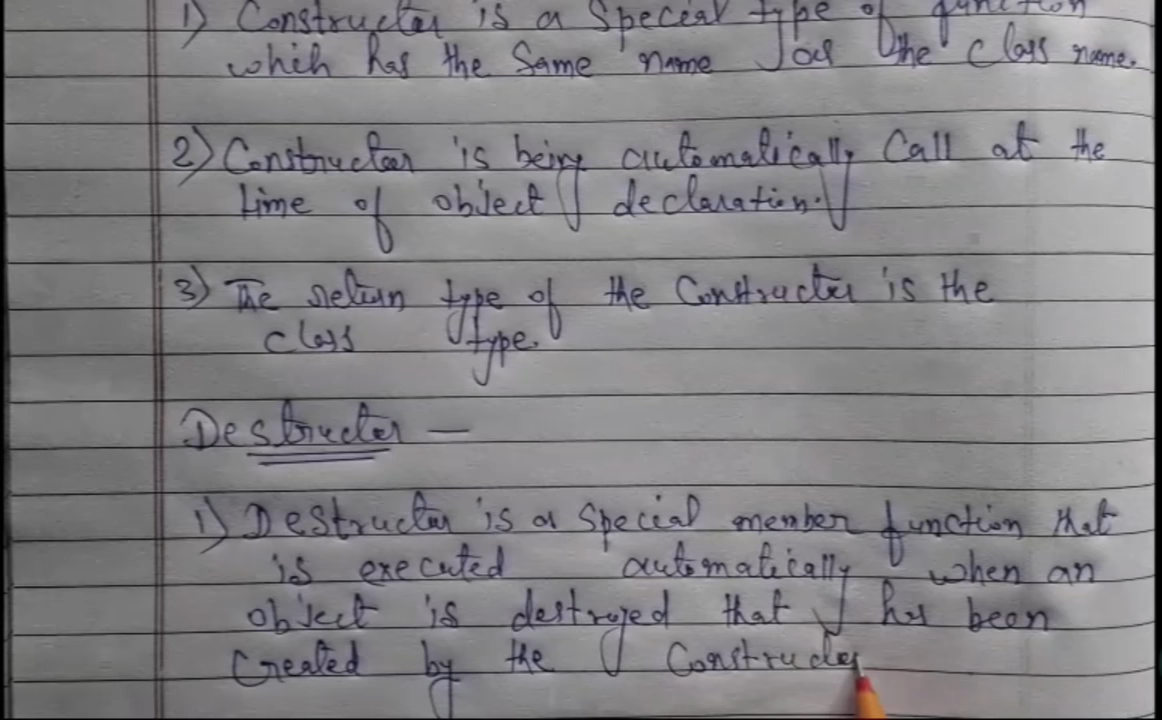 1) Constructor is a special type of function
which has the same name as the class name.
2) Constructor is being automatically call at the
time of object declaration.
3) The return type of the Constructor is the
class type.
Destructor —
1) Destructor is a special member function that
is executed automatically when an
object is destroyed that has been
Created by the Constructor